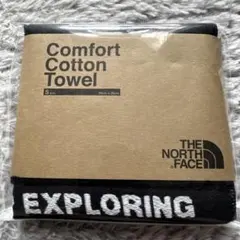 Comfort
Cotton
Towel
S
THE
NORTH
FACE
EXPLORING